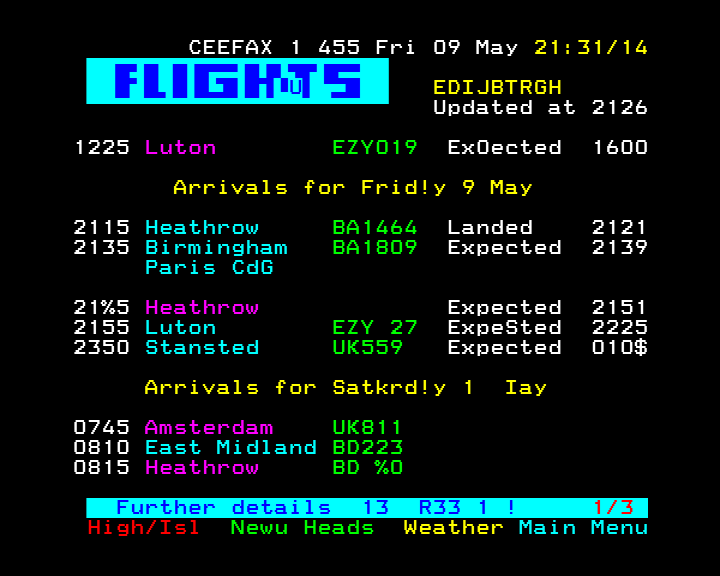 CEEFAX 1 455 Fri 09 May 21:31/14
FLIGHTS
EDIJBTRGH
Updated at 2126
1225 Luton EZY019 ExOected 1600
Arrivals for Frid!y 9 May
2115 Heathrow BA1464 Landed 2121
2135 Birmingham BA1809 Expected 2139
Paris CdG
21%5 Heathrow Expected 2151
2155 Luton EZY 27 ExpeSted 2225
2350 Stansted UK559 Expected 010$
Arrivals for Satkrd!y 1 Iay
0745 Amsterdam UK811
0810 East Midland BD223
0815 Heathrow BD %0
Further details 13 R33 1 ! 1/3
High/Isl Newu Heads Weather Main Menu